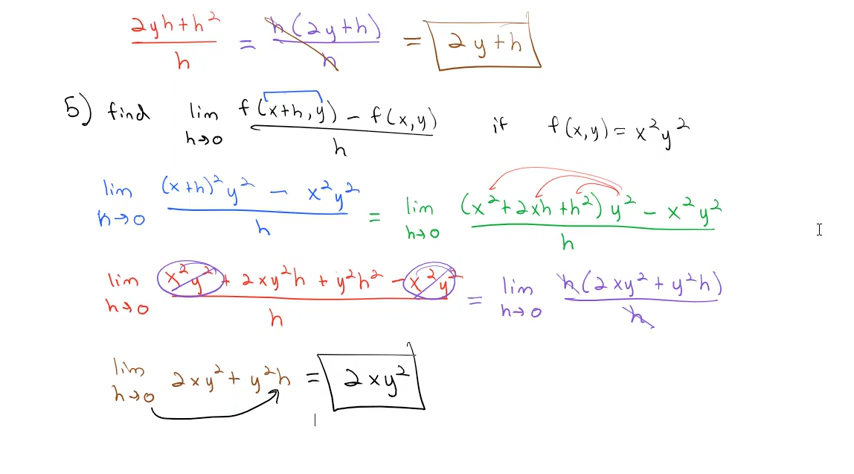 2yh+h²/h = h(2y+h)/h = 2y+h
5) find lim h→0 f(x+h,y) − f(x,y)/h if f(x,y) = x²y²
lim h→0 (x+h)²y² − x²y²/h = lim h→0 (x²+2xh+h²)y² − x²y²/h
lim h→0 x²y² + 2xy²h + y²h² − x²y²/h = lim h→0 h(2xy² + y²h)/h
lim h→0 2xy² + y²h = 2xy²